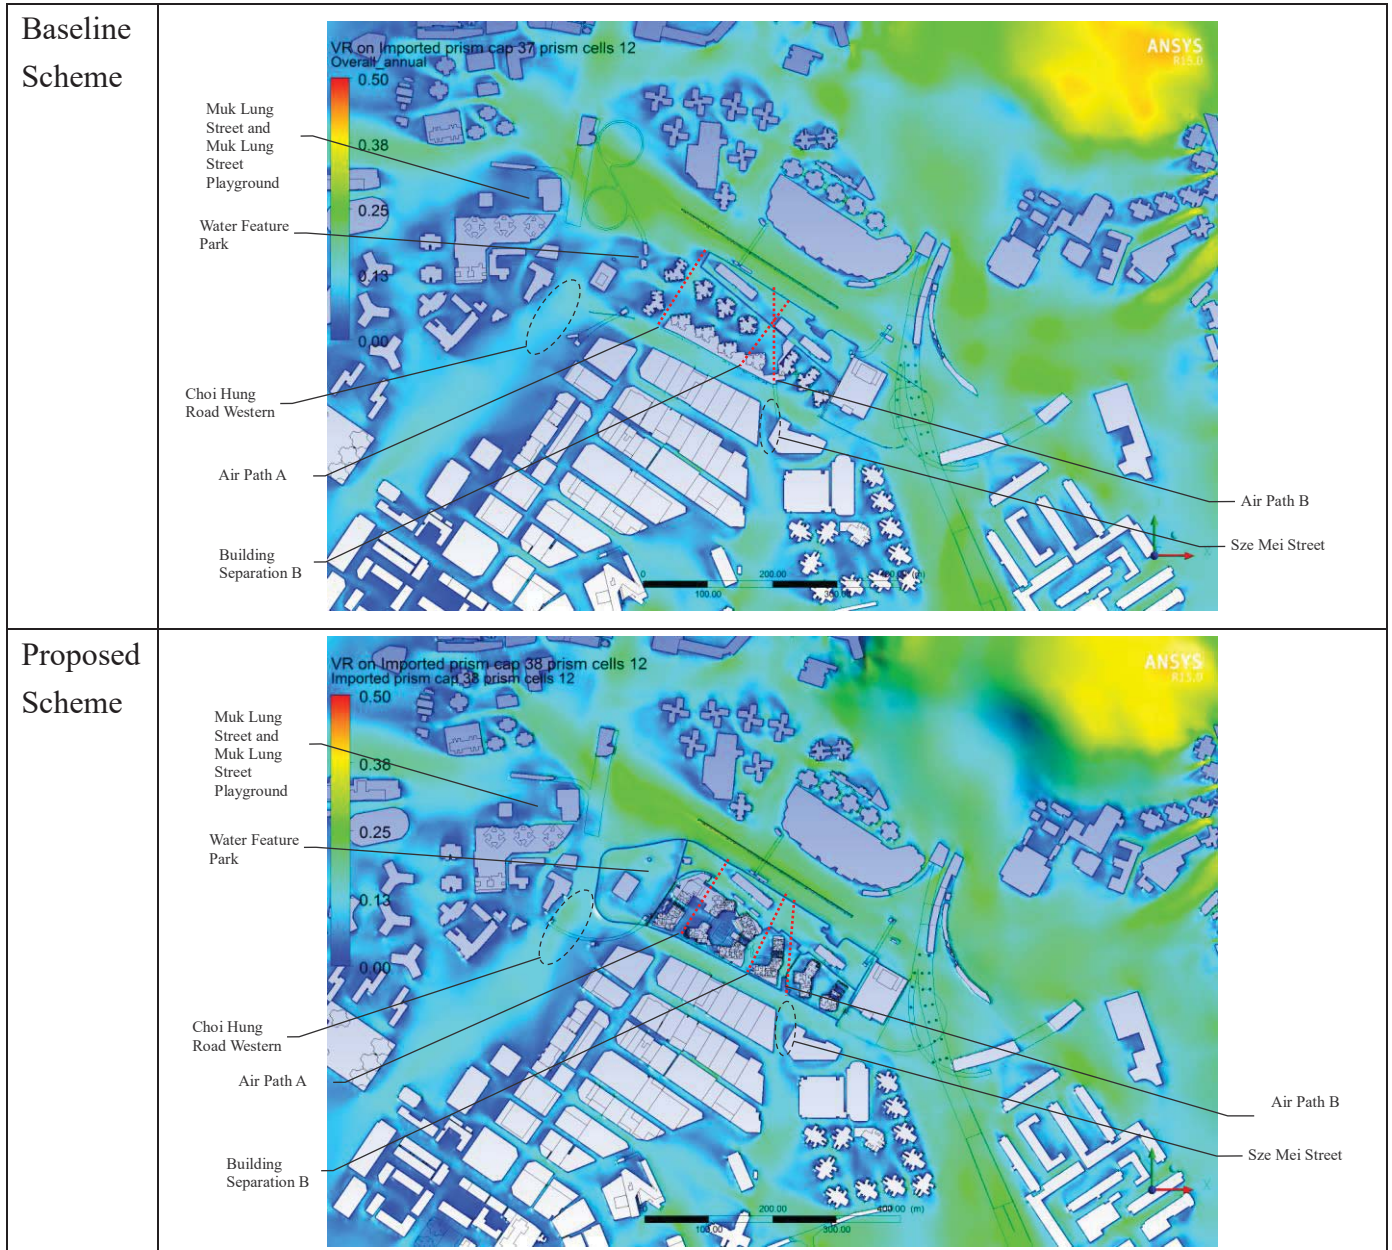 Baseline
Scheme
VR on Imported prism cap 37 prism cells 12
Overall_annual
ANSYS
R15.0
0.50
0.38
0.25
0.13
0.00
Muk Lung
Street and
Muk Lung
Street
Playground
Water Feature
Park
Choi Hung
Road Western
Air Path A
Building
Separation B
Air Path B
Sze Mei Street
0
200.00
(m)
100.00
X
Proposed
Scheme
VR on Imported prism cap 38 prism cells 12
Imported prism cap 38 prism cells 12
ANSYS
R15.0
0.50
0.38
0.25
0.13
0.00
Muk Lung
Street and
Muk Lung
Street
Playground
Water Feature
Park
Choi Hung
Road Western
Air Path A
Building
Separation B
Air Path B
Sze Mei Street
200.00
400.00 (m)
100.00
300.00
X